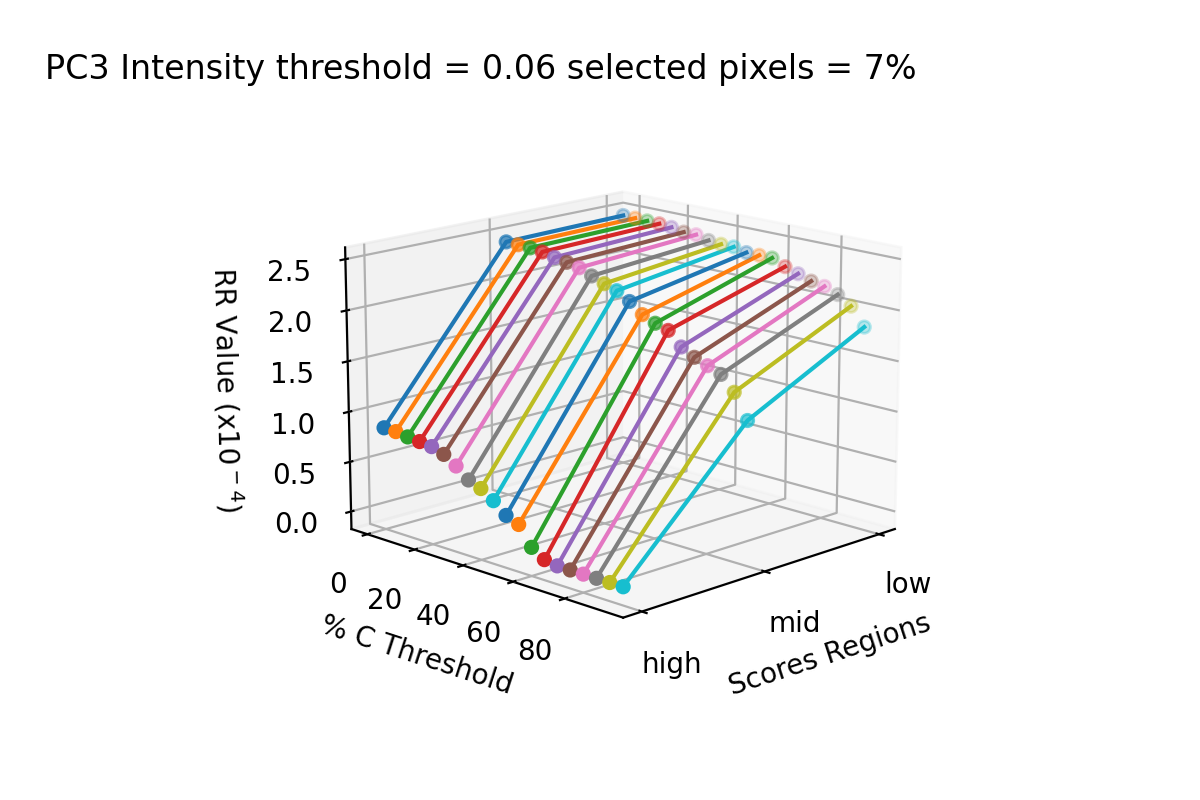 PC3 Intensity threshold = 0.06 selected pixels = 7%
2.5
2.0
1.5
1.0
0.5
0.0
RR Value (x10⁻⁴)
0
20
40
60
80
% C Threshold
high
mid
low
Scores Regions